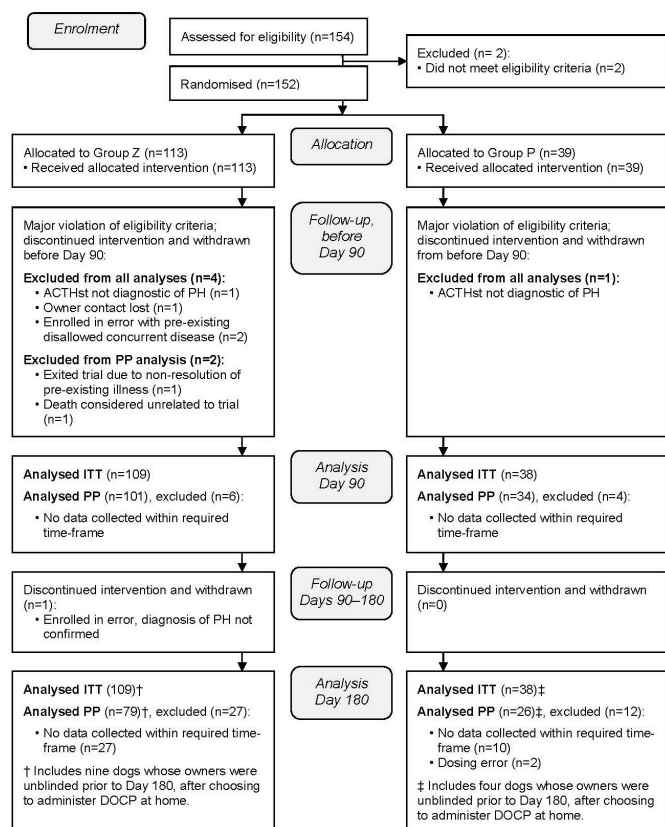 Enrolment
Assessed for eligibility (n=154)
Excluded (n= 2):
• Did not meet eligibility criteria (n=2)
Randomised (n=152)
Allocation
Allocated to Group Z (n=113)
• Received allocated intervention (n=113)
Allocated to Group P (n=39)
• Received allocated intervention (n=39)
Follow-up,
before
Day 90
Major violation of eligibility criteria;
discontinued intervention and withdrawn
before Day 90:
Excluded from all analyses (n=4):
• ACTHst not diagnostic of PH (n=1)
• Owner contact lost (n=1)
• Enrolled in error with pre-existing
disallowed concurrent disease (n=2)
Excluded from PP analysis (n=2):
• Exited trial due to non-resolution of
pre-existing illness (n=1)
• Death considered unrelated to trial
(n=1)
Major violation of eligibility criteria;
discontinued intervention and withdrawn
from before Day 90:
Excluded from all analyses (n=1):
• ACTHst not diagnostic of PH
Analysis
Day 90
Analysed ITT (n=109)
Analysed PP (n=101), excluded (n=6):
• No data collected within required
time-frame
Analysed ITT (n=38)
Analysed PP (n=34), excluded (n=4):
• No data collected within required
time-frame
Follow-up
Days 90–180
Discontinued intervention and withdrawn
(n=1):
• Enrolled in error, diagnosis of PH not
confirmed
Discontinued intervention and withdrawn
(n=0)
Analysis
Day 180
Analysed ITT (109)†
Analysed PP (n=79)†, excluded (n=27):
• No data collected within required time-
frame (n=27)
† Includes nine dogs whose owners were
unblinded prior to Day 180, after choosing
to administer DOCP at home.
Analysed ITT (n=38)‡
Analysed PP (n=26)‡, excluded (n=12):
• No data collected within required time-
frame (n=10)
• Dosing error (n=2)
‡ Includes four dogs whose owners were
unblinded prior to Day 180, after choosing
to administer DOCP at home.